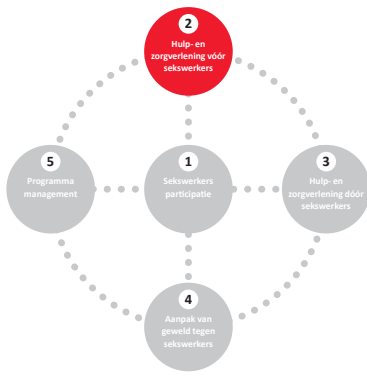 2
Hulp- en
zorgverlening vóór
sekswerkers
5
Programma
management
1
Sekswerkers
participatie
3
Hulp- en
zorgverlening dóór
sekswerkers
4
Aanpak van
geweld tegen
sekswerkers